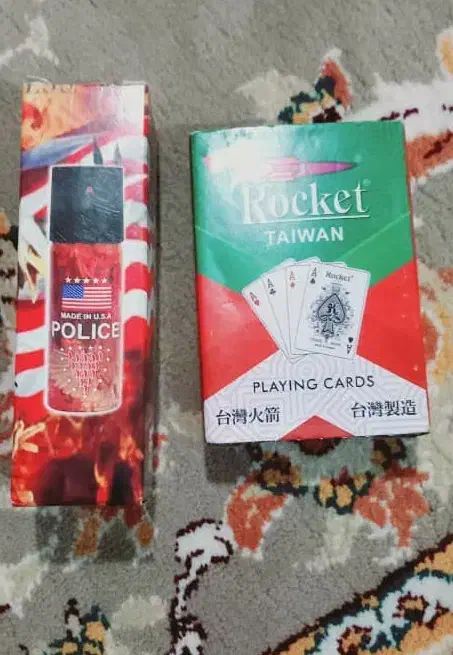 MADE IN U.S.A
POLICE
Rocket®
TAIWAN
A
A
A
A
Rocket
A
PLAYING CARDS
台灣火箭
台灣製造